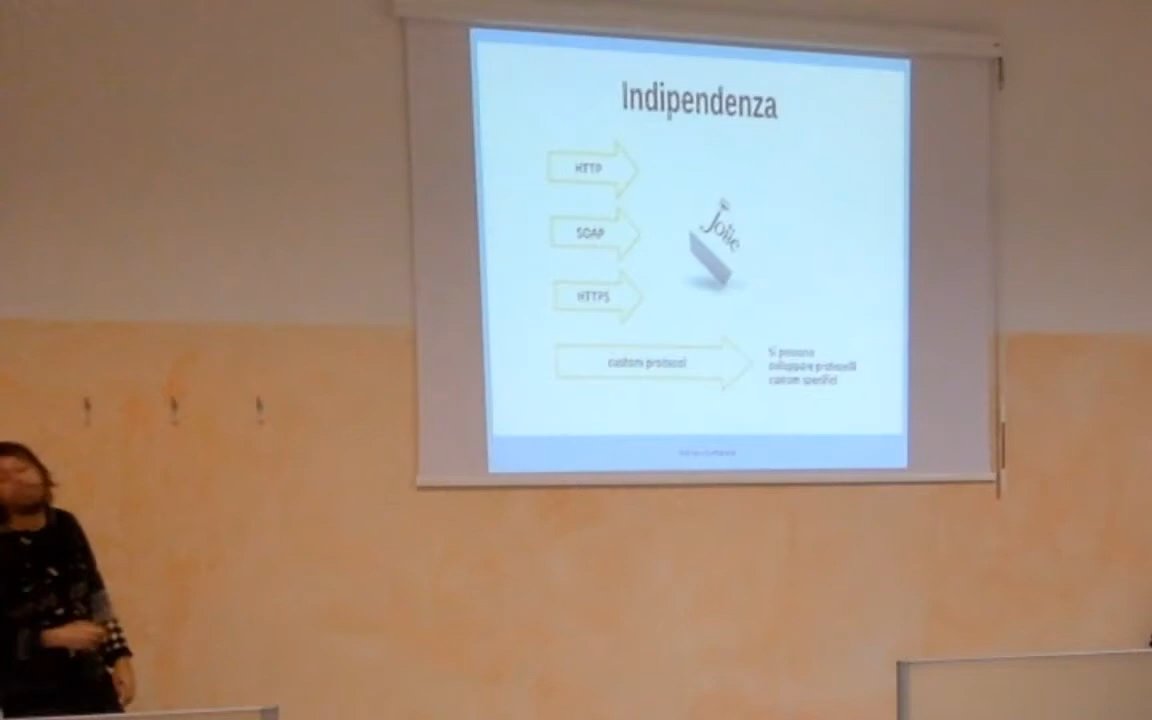 Indipendenza
HTTP
Jolie
SOAP
HTTPS
custom protocol
Si possono
sviluppare protocolli
custom specifici